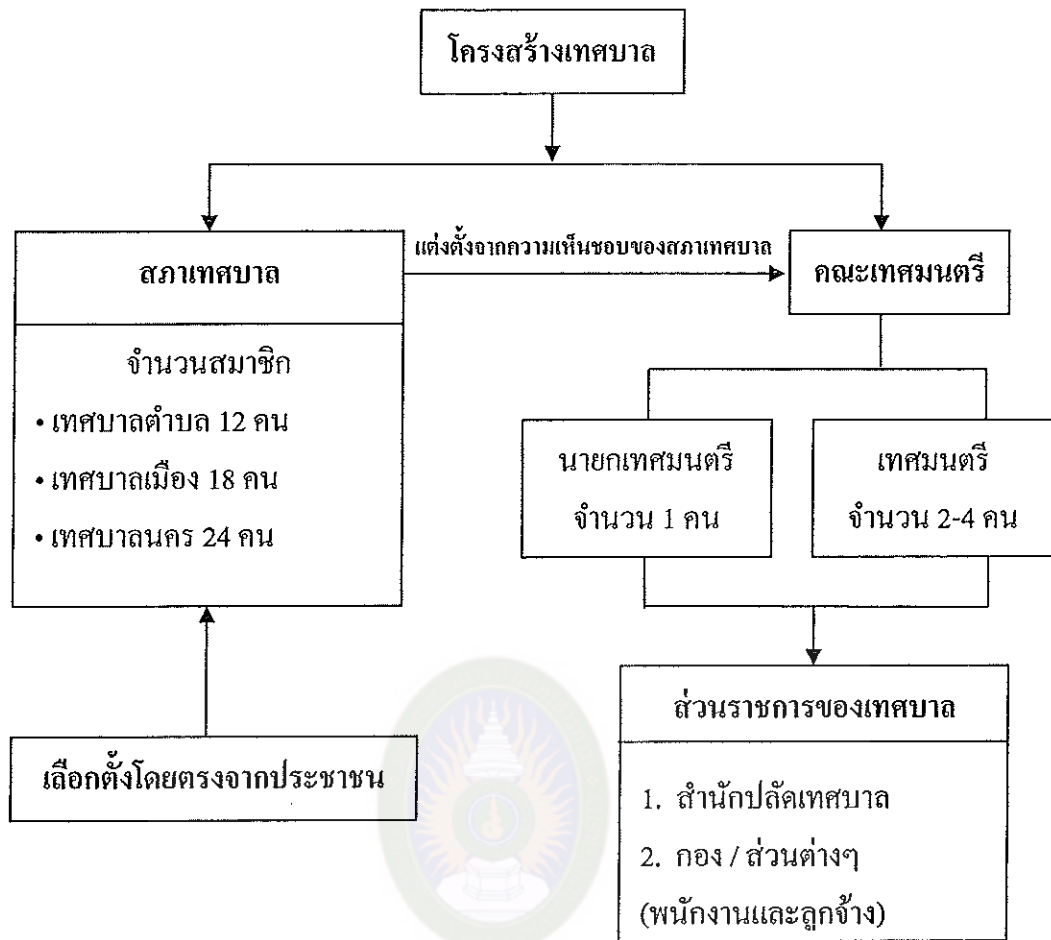 โครงสร้างเทศบาล
สภาเทศบาล
จำนวนสมาชิก
• เทศบาลตำบล 12 คน
• เทศบาลเมือง 18 คน
• เทศบาลนคร 24 คน
แต่งตั้งจากความเห็นชอบของสภาเทศบาล
คณะเทศมนตรี
นายกเทศมนตรี
จำนวน 1 คน
เทศมนตรี
จำนวน 2-4 คน
เลือกตั้งโดยตรงจากประชาชน
ส่วนราชการของเทศบาล
1. สำนักปลัดเทศบาล
2. กอง / ส่วนต่างๆ
(พนักงานและลูกจ้าง)